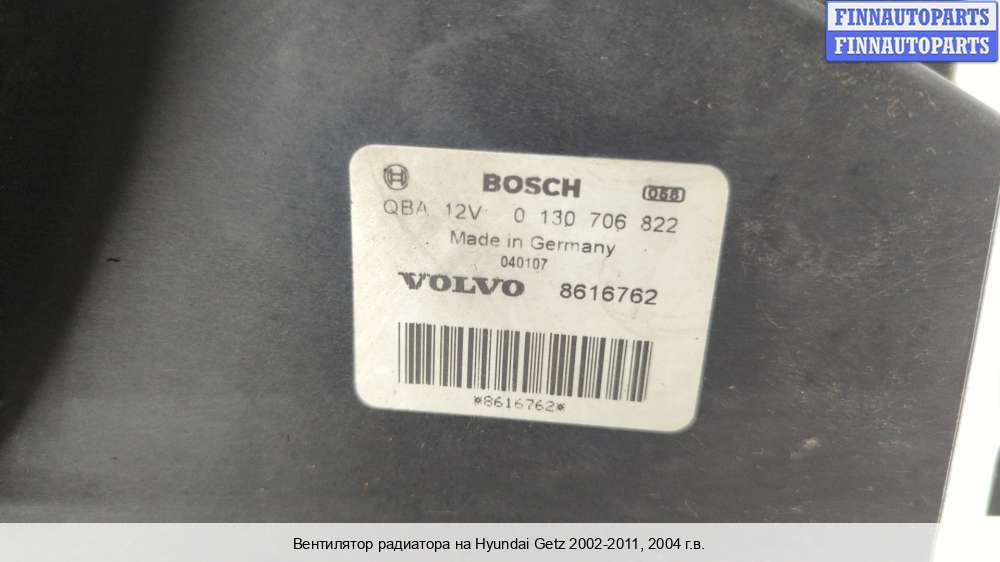 FINNAUTOPARTS
FINNAUTOPARTS
BOSCH
068
QBA 12V 0 130 706 822
Made in Germany
040107
VOLVO 8616762
*8616762*
Вентилятор радиатора на Hyundai Getz 2002-2011, 2004 г.в.